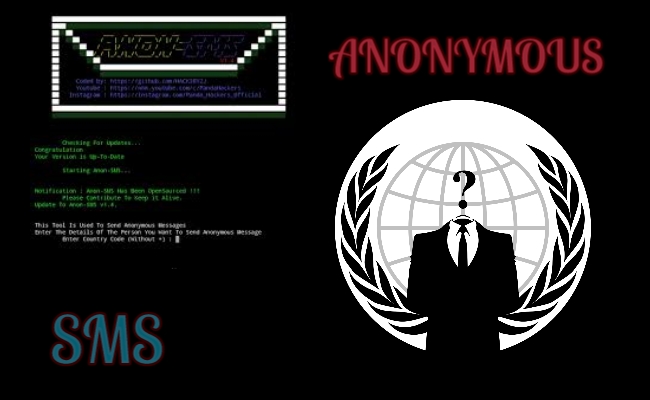 ANON-SMS
Coded by: https://github.com/HACK3RY2J
Youtube : https://www.youtube.com/c/PandaHackers
Instagram : https://instagram.com/Panda_Hackers_Official
Checking For Updates...
Congratulation
Your Version is Up-To-Date
Starting Anon-SMS...
Notification : Anon-SMS Has Been OpenSourced !!!
Please Contribute To Keep it Alive.
Update To Anon-SMS v1.4.
This Tool Is Used To Send Anonymous Messages
Enter The Details Of The Person You Want To Send Anonymous Message
Enter Country Code (Without +) :
SMS
ANONYMOUS
?